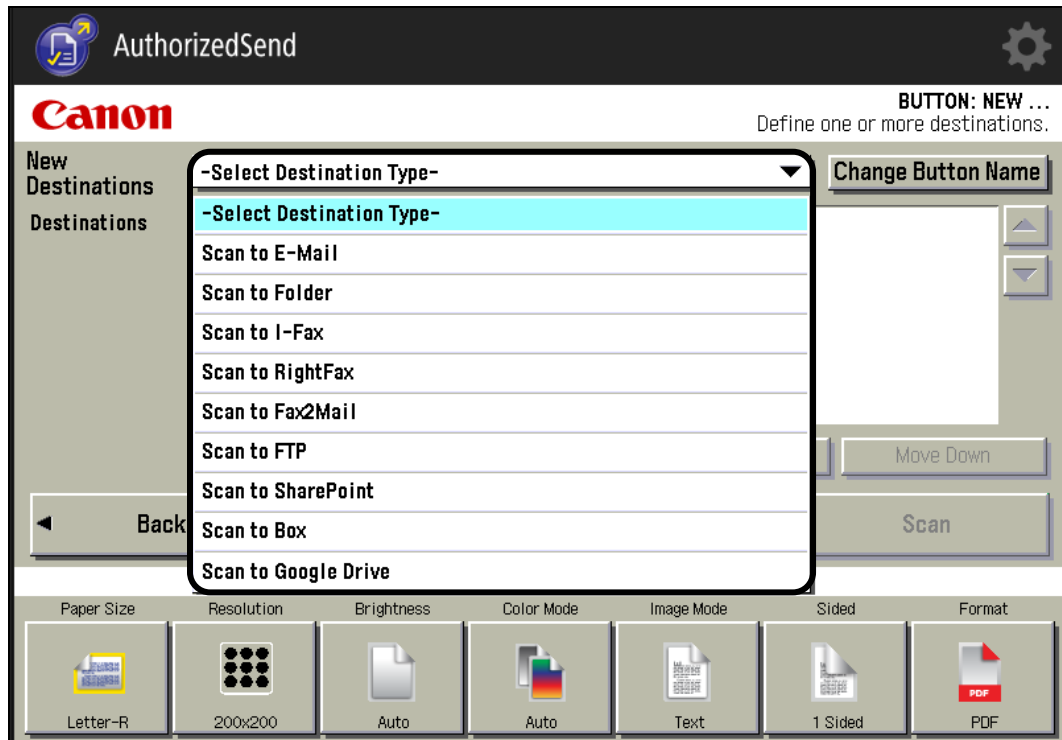 AuthorizedSend
Canon
BUTTON: NEW ...
Define one or more destinations.
New
Destinations
-Select Destination Type-
Change Button Name
Destinations
-Select Destination Type-
Scan to E-Mail
Scan to Folder
Scan to I-Fax
Scan to RightFax
Scan to Fax2Mail
Scan to FTP
Scan to SharePoint
Scan to Box
Scan to Google Drive
Move Down
Back
Scan
Paper Size
Resolution
Brightness
Color Mode
Image Mode
Sided
Format
PDF
Letter-R
200x200
Auto
Auto
Text
1 Sided
PDF